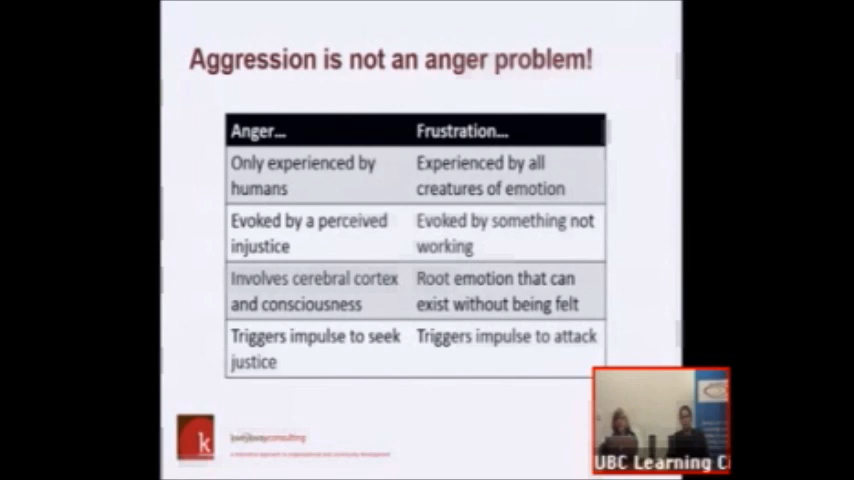 Aggression is not an anger problem!
Anger... Frustration...
Only experienced by Experienced by all
humans creatures of emotion
Evoked by a perceived Evoked by something not
injustice working
Involves cerebral cortex Root emotion that can
and consciousness exist without being felt
Triggers impulse to seek Triggers impulse to attack
justice
k
consulting
UBC Learning Ci